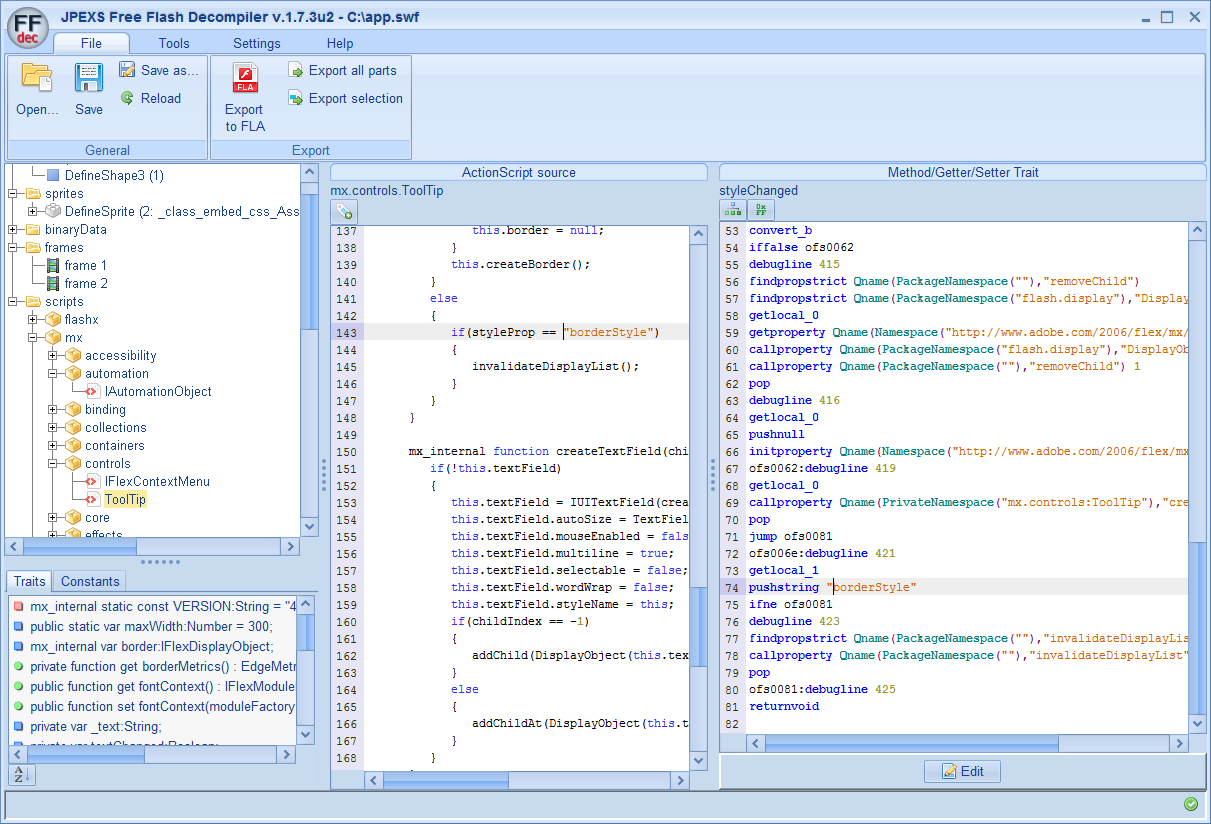 FF
dec
JPEXS Free Flash Decompiler v.1.7.3u2 - C:\app.swf
File
Tools
Settings
Help
Open...
Save
Save as...
Reload
General
FLA
Export
to FLA
Export all parts
Export selection
Export
DefineShape3 (1)
sprites
DefineSprite (2: _class_embed_css_Ass
binaryData
frames
frame 1
frame 2
scripts
flashx
mx
accessibility
automation
IAutomationObject
binding
collections
containers
controls
IFlexContextMenu
ToolTip
core
effects
Traits
Constants
mx_internal static const VERSION:String = "4
public static var maxWidth:Number = 300;
mx_internal var border:IFlexDisplayObject;
private function get borderMetrics() : EdgeMetr
public function get fontContext() : IFlexModuleI
public function set fontContext(moduleFactory
private var _text:String;
private var textChanged:Boolean;
A
Z
ActionScript source
mx.controls.ToolTip
137 this.border = null;
138 }
139 this.createBorder();
140 }
141 else
142 {
143 if(styleProp == "borderStyle")
144 {
145 invalidateDisplayList();
146 }
147 }
148 }
149
150 mx_internal function createTextField(chi
151 if(!this.textField)
152 {
153 this.textField = IUITextField(crea
154 this.textField.autoSize = TextFiel
155 this.textField.mouseEnabled = fals
156 this.textField.multiline = true;
157 this.textField.selectable = false;
158 this.textField.wordWrap = false;
159 this.textField.styleName = this;
160 if(childIndex == -1)
161 {
162 addChild(DisplayObject(this.tex
163 }
164 else
165 {
166 addChildAt(DisplayObject(this.t
167 }
168 }
Method/Getter/Setter Trait
styleChanged
0x
FF
53 convert_b
54 iffalse ofs0062
55 debugline 415
56 findpropstrict Qname(PackageNamespace(""),"removeChild")
57 findpropstrict Qname(PackageNamespace("flash.display"),"Display
58 getlocal_0
59 getproperty Qname(Namespace("http://www.adobe.com/2006/flex/mx/
60 callproperty Qname(PackageNamespace("flash.display"),"DisplayOb
61 callproperty Qname(PackageNamespace(""),"removeChild") 1
62 pop
63 debugline 416
64 getlocal_0
65 pushnull
66 initproperty Qname(Namespace("http://www.adobe.com/2006/flex/mx
67 ofs0062:debugline 419
68 getlocal_0
69 callproperty Qname(PrivateNamespace("mx.controls:ToolTip"),"cre
70 pop
71 jump ofs0081
72 ofs006e:debugline 421
73 getlocal_1
74 pushstring "borderStyle"
75 ifne ofs0081
76 debugline 423
77 findpropstrict Qname(PackageNamespace(""),"invalidateDisplayLis
78 callproperty Qname(PackageNamespace(""),"invalidateDisplayList"
79 pop
80 ofs0081:debugline 425
81 returnvoid
82
Edit